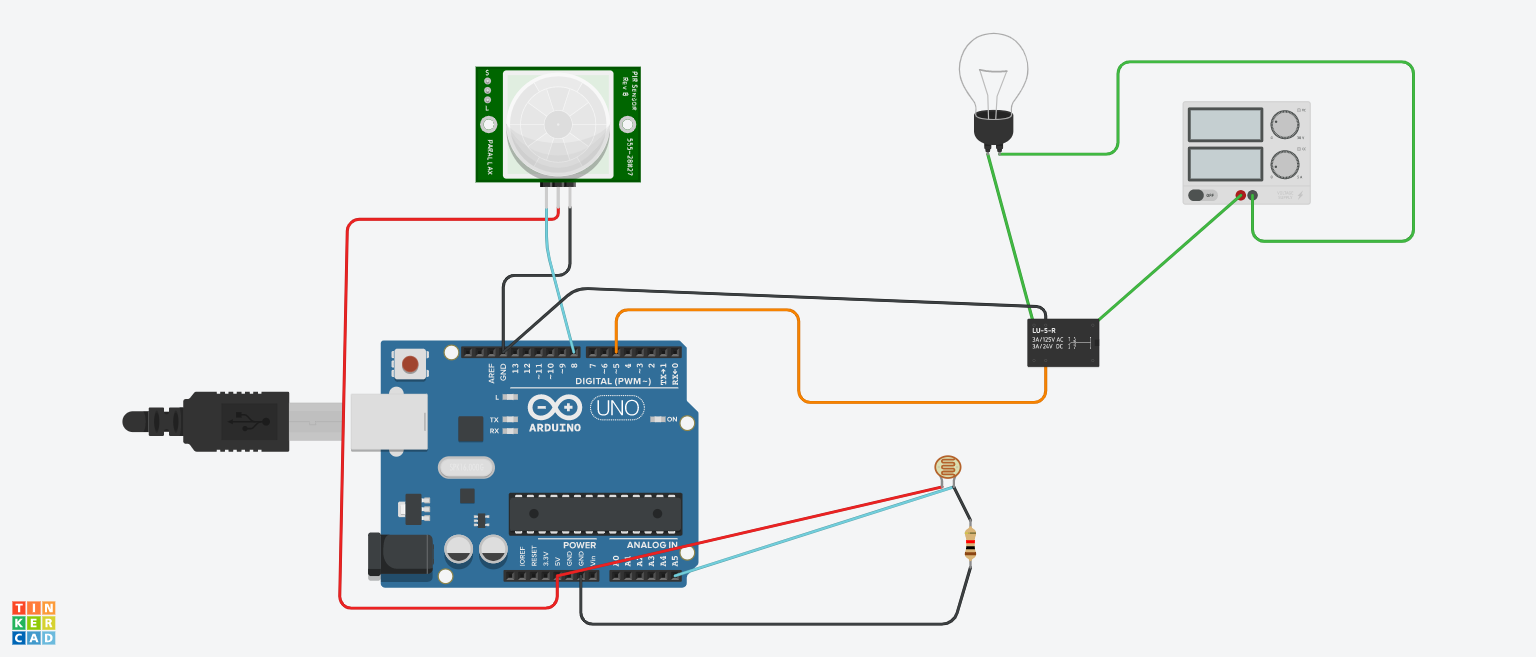 S
L
PIR SENSOR
REV B
PARALLAX
555-28027
OFF
LU-5-R
3A/125V AC
3A/24V DC
AREF
GND
13
12
~11
~10
~9
8
7
~6
~5
4
~3
2
TX→1
RX←0
DIGITAL (PWM~)
L
TX
RX
ARDUINO
UNO
ON
POWER
ANALOG IN
IOREF
RESET
3.3V
5V
GND
GND
Vin
A0
A1
A2
A3
A4
A5
TIN
KER
CAD